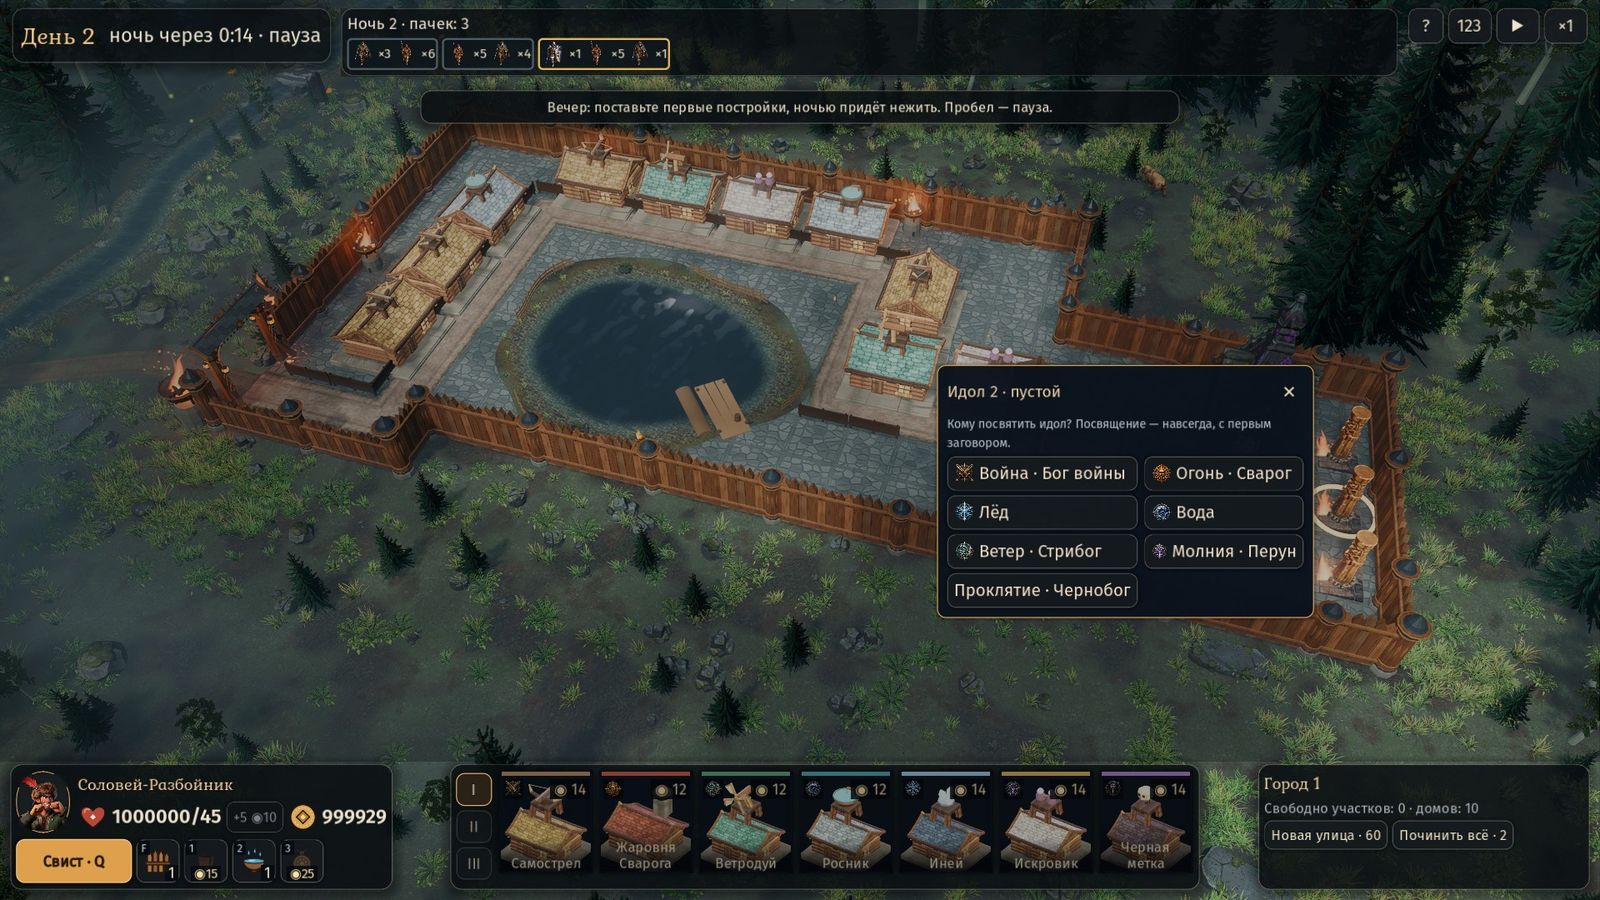 День 2 ночь через 0:14 · пауза
Ночь 2 · пачек: 3
×3 ×6 ×5 ×4 ×1 ×5 ×1
? 123 ×1
Вечер: поставьте первые постройки, ночью придёт нежить. Пробел — пауза.
Идол 2 · пустой
Кому посвятить идол? Посвящение — навсегда, с первым
заговором.
Война · Бог войны
Огонь · Сварог
Лёд
Вода
Ветер · Стрибог
Молния · Перун
Проклятие · Чернобог
Соловей-Разбойник
1000000/45 +5 10 999929
Свист · Q
F 1
1 15
2 1
3 25
I
II
III
14
Самострел
12
Жаровня
Сварога
12
Ветродуй
12
Росник
14
Иней
14
Искровик
14
Черная
метка
Город 1
Свободно участков: 0 · домов: 10
Новая улица · 60
Починить всё · 2